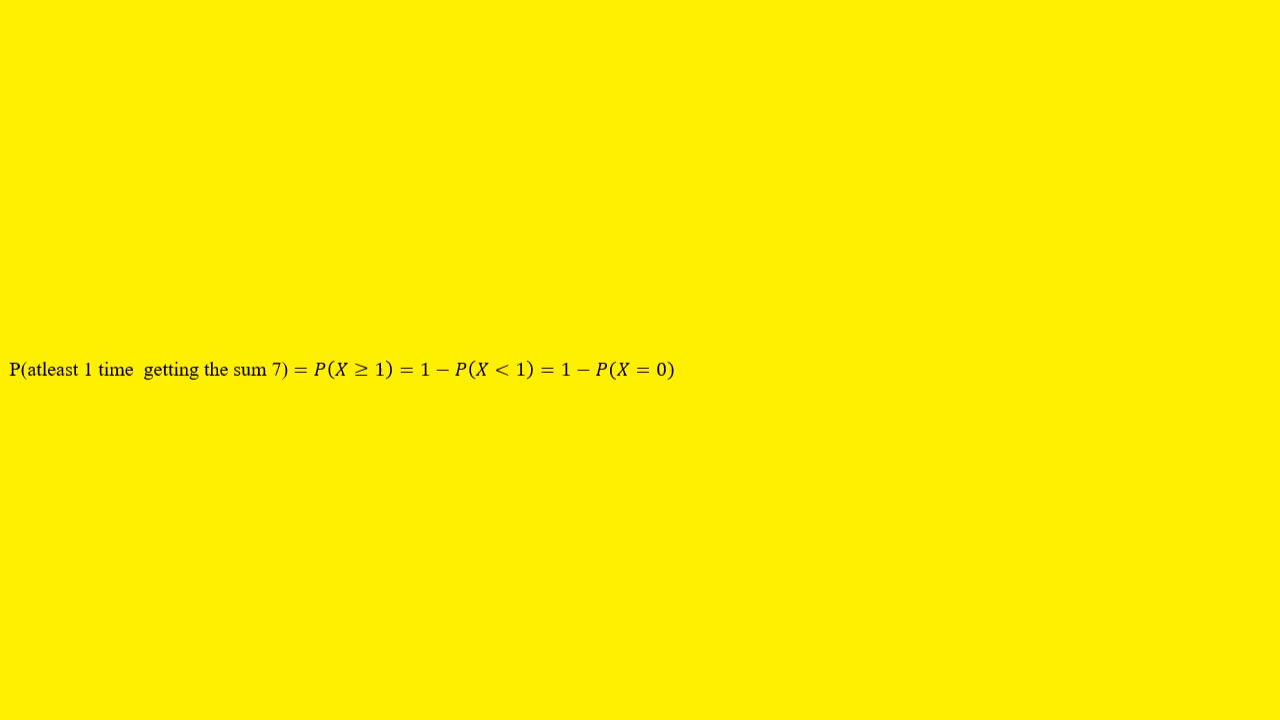 P(atleast 1 time  getting the sum 7) = P(X ≥ 1) = 1 − P(X < 1) = 1 − P(X = 0)